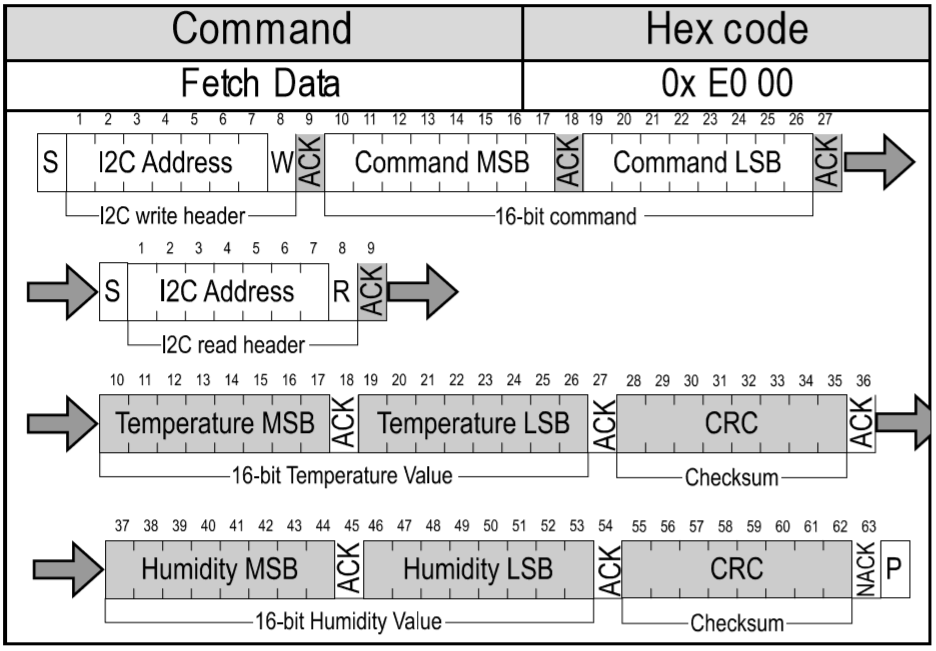 Command Hex code
Fetch Data 0x E0 00
1 2 3 4 5 6 7 8 9 10 11 12 13 14 15 16 17 18 19 20 21 22 23 24 25 26 27
S I2C Address W ACK Command MSB ACK Command LSB ACK
I2C write header 16-bit command
1 2 3 4 5 6 7 8 9
S I2C Address R ACK
I2C read header
10 11 12 13 14 15 16 17 18 19 20 21 22 23 24 25 26 27 28 29 30 31 32 33 34 35 36
Temperature MSB ACK Temperature LSB ACK CRC ACK
16-bit Temperature Value Checksum
37 38 39 40 41 42 43 44 45 46 47 48 49 50 51 52 53 54 55 56 57 58 59 60 61 62 63
Humidity MSB ACK Humidity LSB ACK CRC NACK P
16-bit Humidity Value Checksum